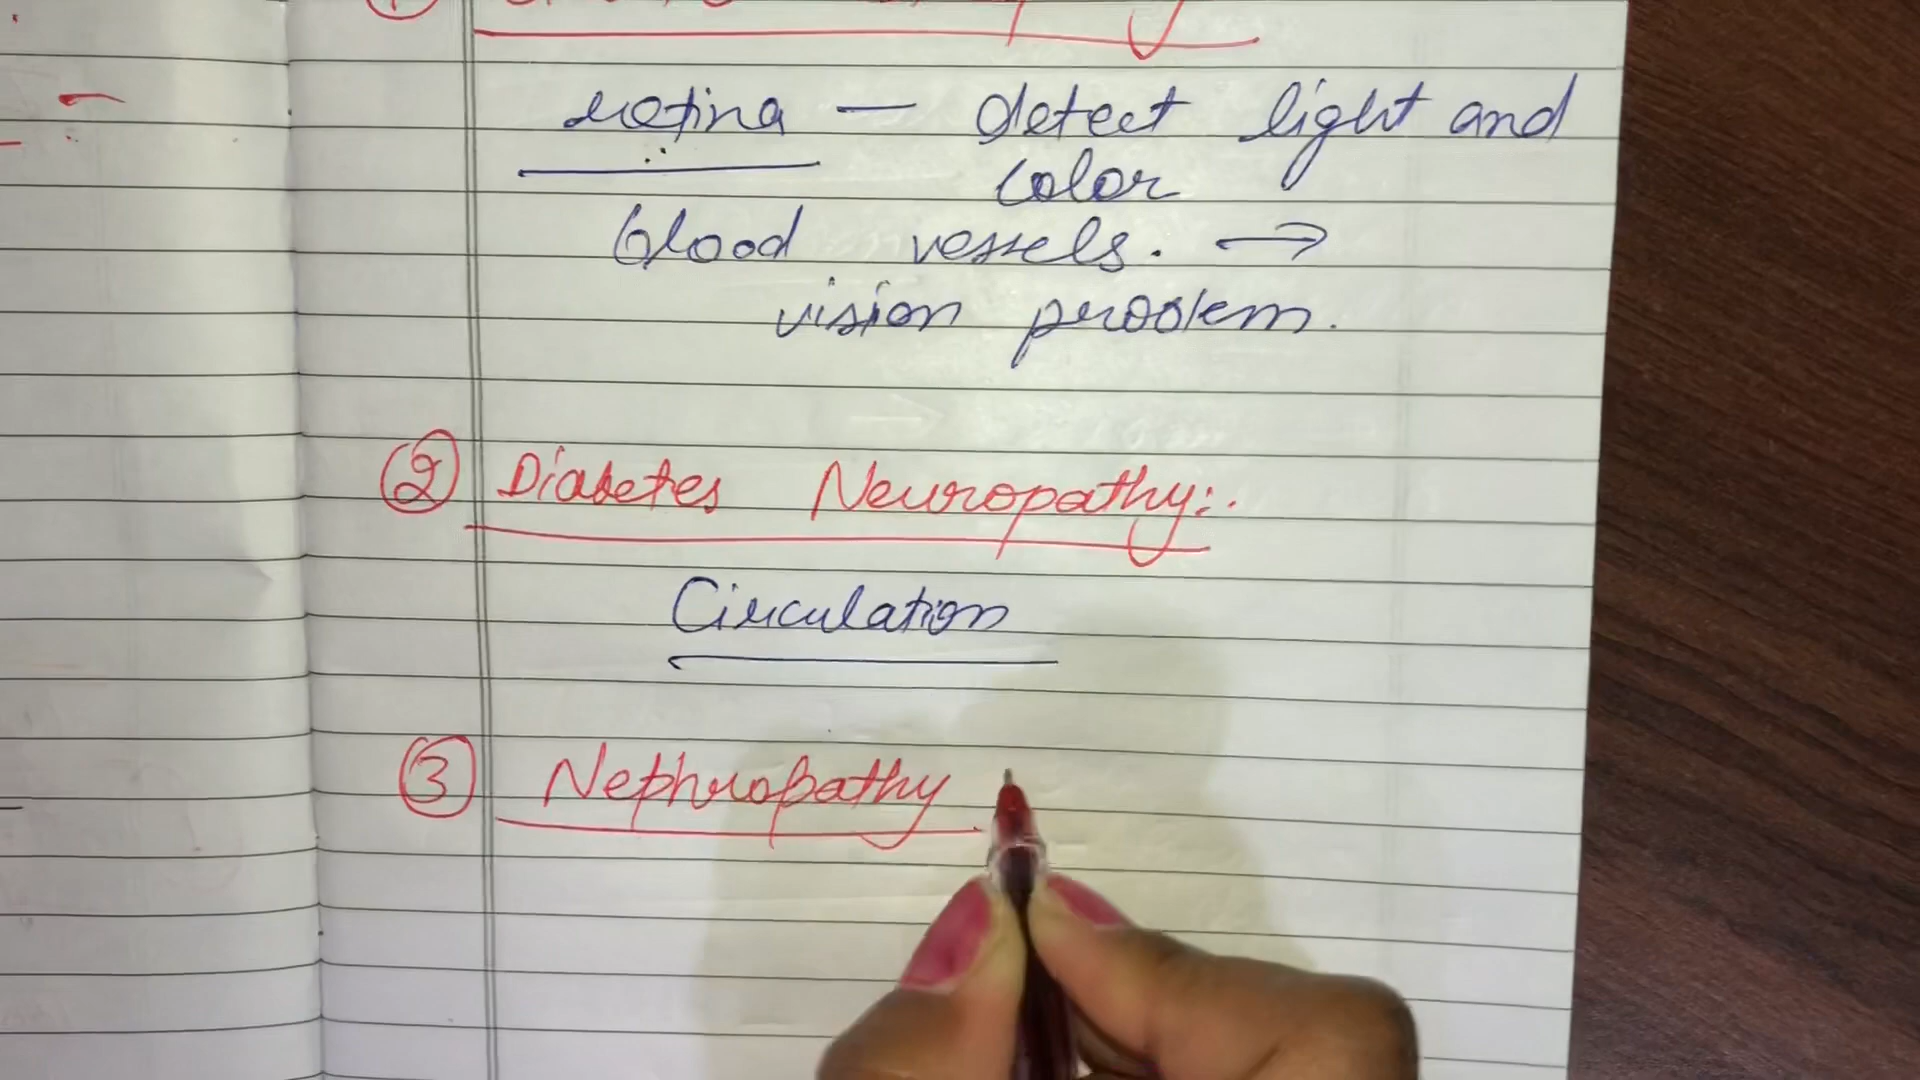 retina — detect light and
color
blood vessels. →
vision problem.
② Diabetes Neuropathy:.
Circulation
③ Nephropathy